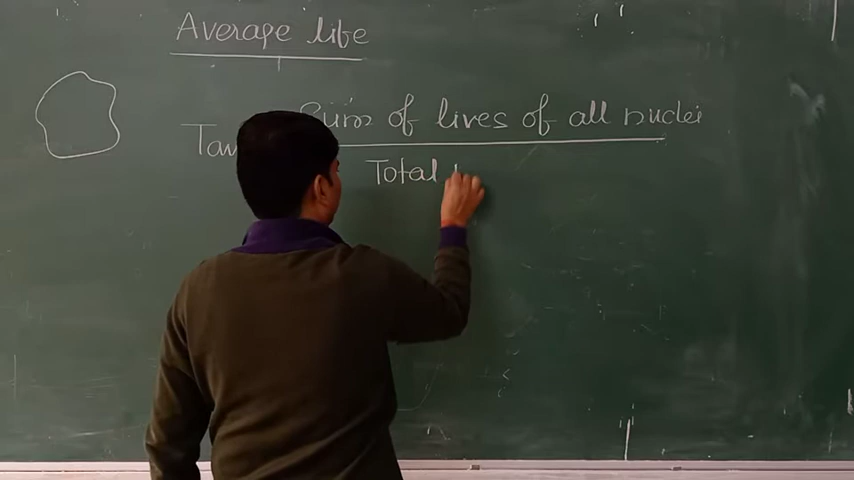 Average life
Sum of lives of all nuclei
Tav
Total